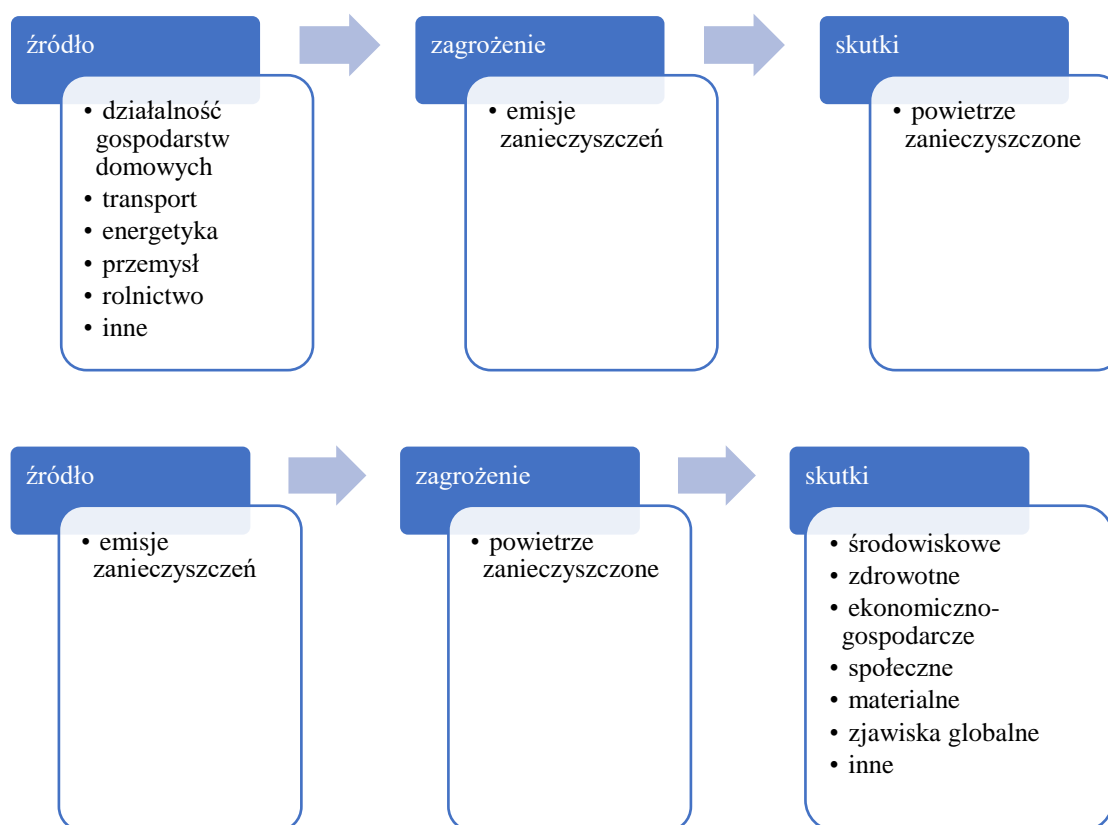 źródło
• działalność
gospodarstw
domowych
• transport
• energetyka
• przemysł
• rolnictwo
• inne
zagrożenie
• emisje
zanieczyszczeń
skutki
• powietrze
zanieczyszczone
źródło
• emisje
zanieczyszczeń
zagrożenie
• powietrze
zanieczyszczone
skutki
• środowiskowe
• zdrowotne
• ekonomiczno-
gospodarcze
• społeczne
• materialne
• zjawiska globalne
• inne